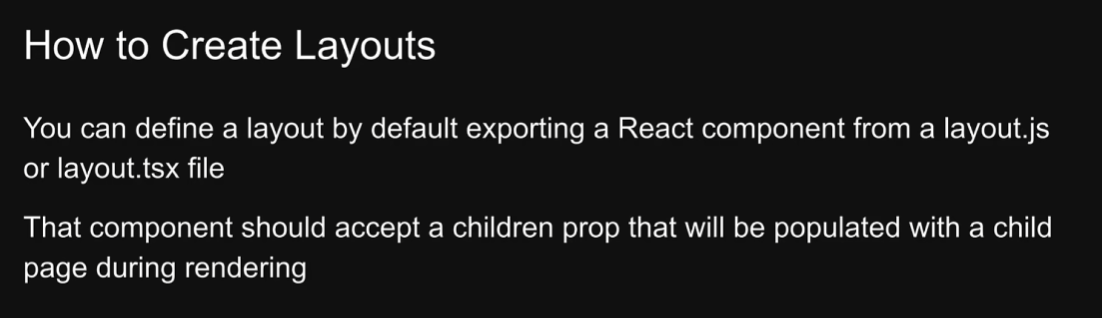 How to Create Layouts
You can define a layout by default exporting a React component from a layout.js
or layout.tsx file
That component should accept a children prop that will be populated with a child
page during rendering